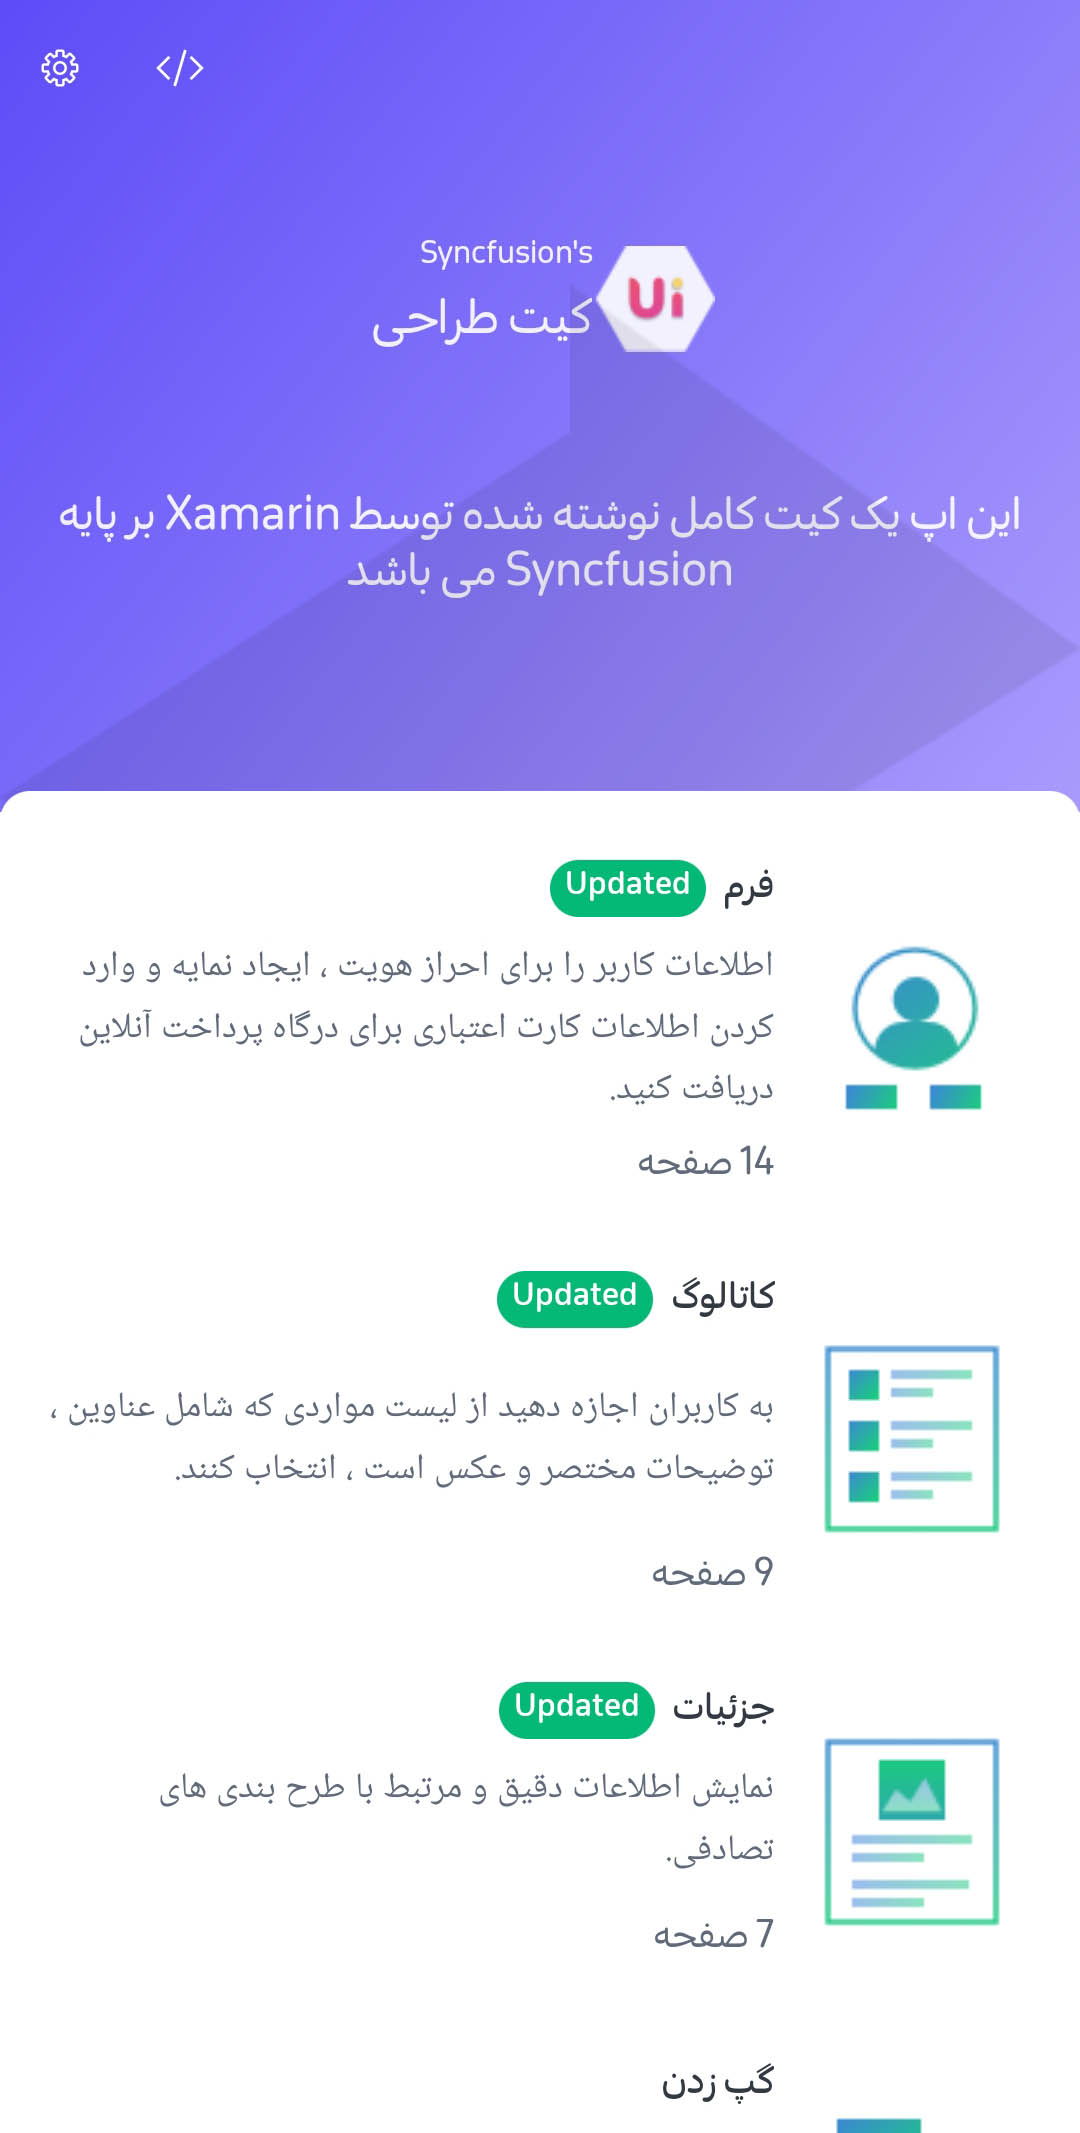 Syncfusion's
Ui
کیت طراحی
این اپ یک کیت کامل نوشته شده توسط Xamarin بر پایه
Syncfusion می باشد
فرم Updated
اطلاعات کاربر را برای احراز هویت ، ایجاد نمایه و وارد
کردن اطلاعات کارت اعتباری برای درگاه پرداخت آنلاین
دریافت کنید.
14 صفحه
کاتالوگ Updated
به کاربران اجازه دهید از لیست مواردی که شامل عناوین ،
توضیحات مختصر و عکس است ، انتخاب کنند.
9 صفحه
جزئیات Updated
نمایش اطلاعات دقیق و مرتبط با طرح بندی های
تصادفی.
7 صفحه
گپ زدن